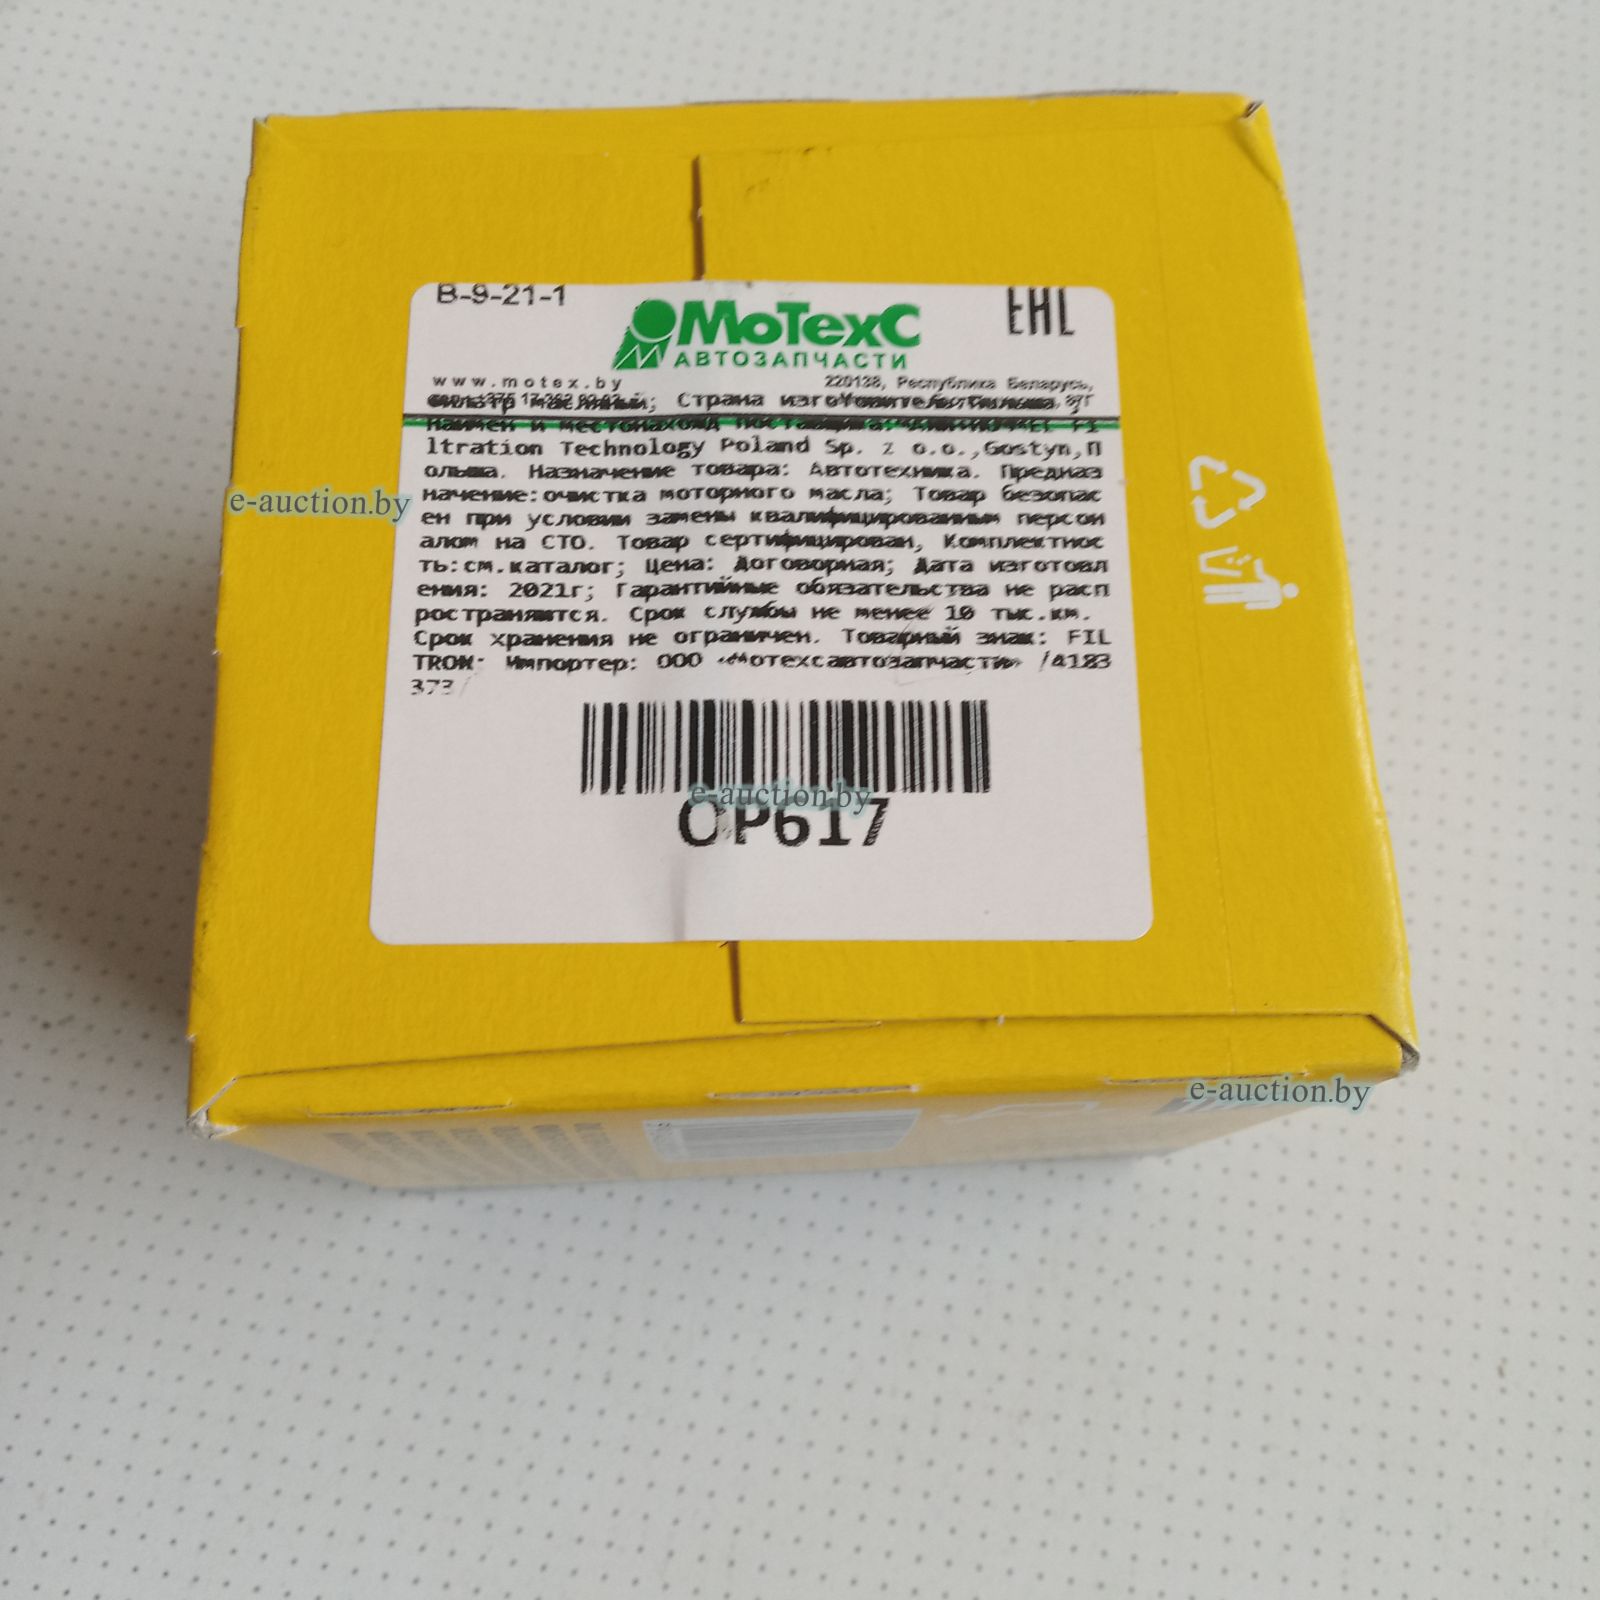 B-9-21-1
МоТехС
АВТОЗАПЧАСТИ
EAC
www.motex.by
220138, Республика Беларусь,
Фильтр масляный; Страна изготовитель: Польша ;
Наимен и местонахожд поставщика: FI
ltration Technology Poland Sp. z o.o.,Gostyn,П
ольша. Назначение товара: Автотехника. Предназ
начение:очистка моторного масла; Товар безопас
ен при условии замены квалифицированным персон
алом на СТО. Товар сертифицирован, Комплектнос
ть:см.каталог; Цена: Договорная; Дата изготовл
ения: 2021г; Гарантийные обязательства не расп
ространяются. Срок службы не менее 10 тыс.км.
Срок хранения не ограничен. Товарный знак: FIL
TRON; Импортер: ООО «Мотехсавтозапчасти» /4183
373/
OP617
e-auction.by
e-auction.by
e-auction.by